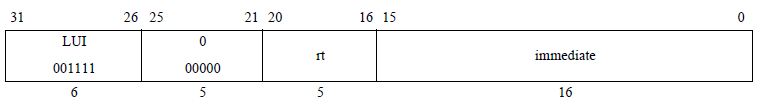 31 26 25 21 20 16 15 0
LUI 0
001111 00000 rt immediate
6 5 5 16